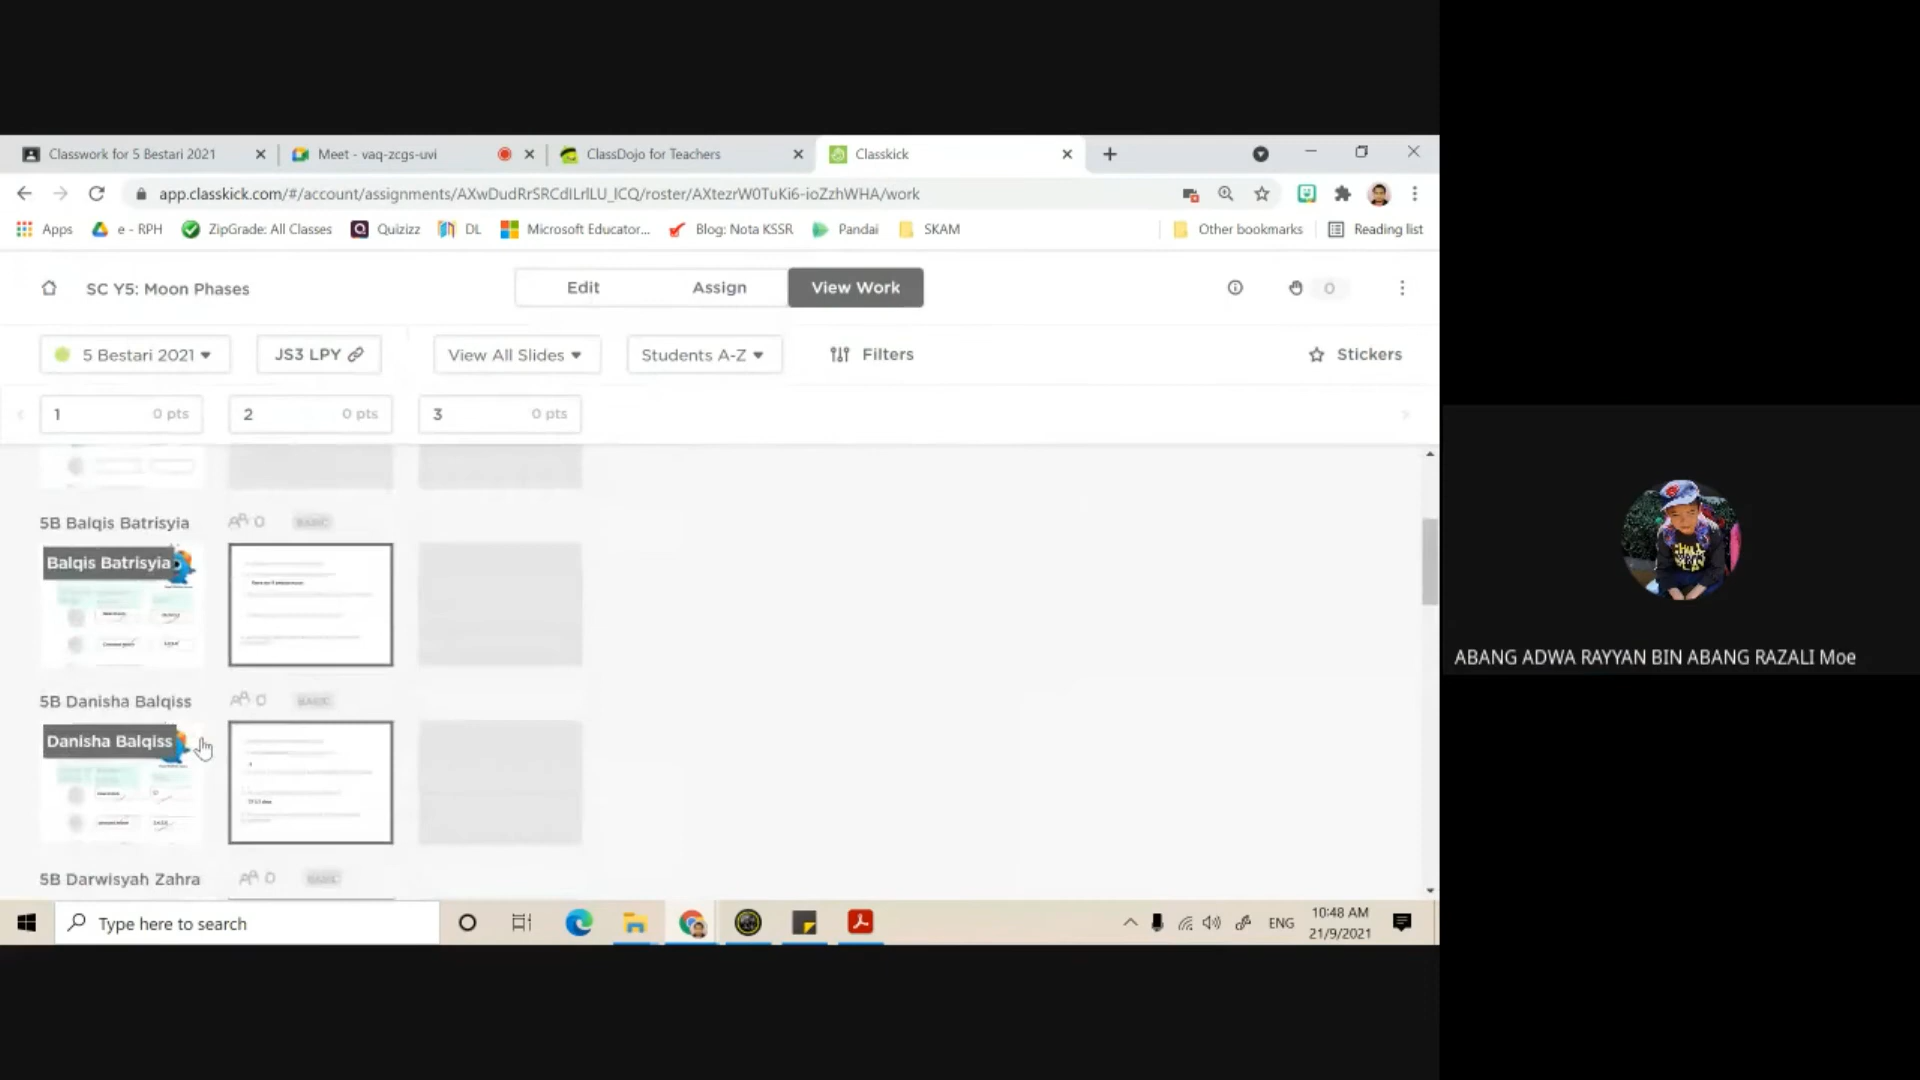 Classwork for 5 Bestari 2021
Meet - vaq-zcgs-uvi
ClassDojo for Teachers
Classkick
app.classkick.com/#/account/assignments/AXwDudRrSRCdILrlLU_lCQ/roster/AXtezrW0TuKi6-ioZzhWHA/work
Apps
e - RPH
ZipGrade: All Classes
Quizizz
DL
Microsoft Educator...
Blog: Nota KSSR
Pandai
SKAM
Other bookmarks
Reading list
SC Y5: Moon Phases
Edit
Assign
View Work
0
5 Bestari 2021
JS3 LPY
View All Slides
Students A-Z
Filters
Stickers
1 0 pts
2 0 pts
3 0 pts
5B Balqis Batrisyia
0
BASIC
Balqis Batrisyia
5B Danisha Balqiss
0
BASIC
Danisha Balqiss
5B Darwisyah Zahra
0
BASIC
ABANG ADWA RAYYAN BIN ABANG RAZALI Moe
Type here to search
ENG
10:48 AM
21/9/2021